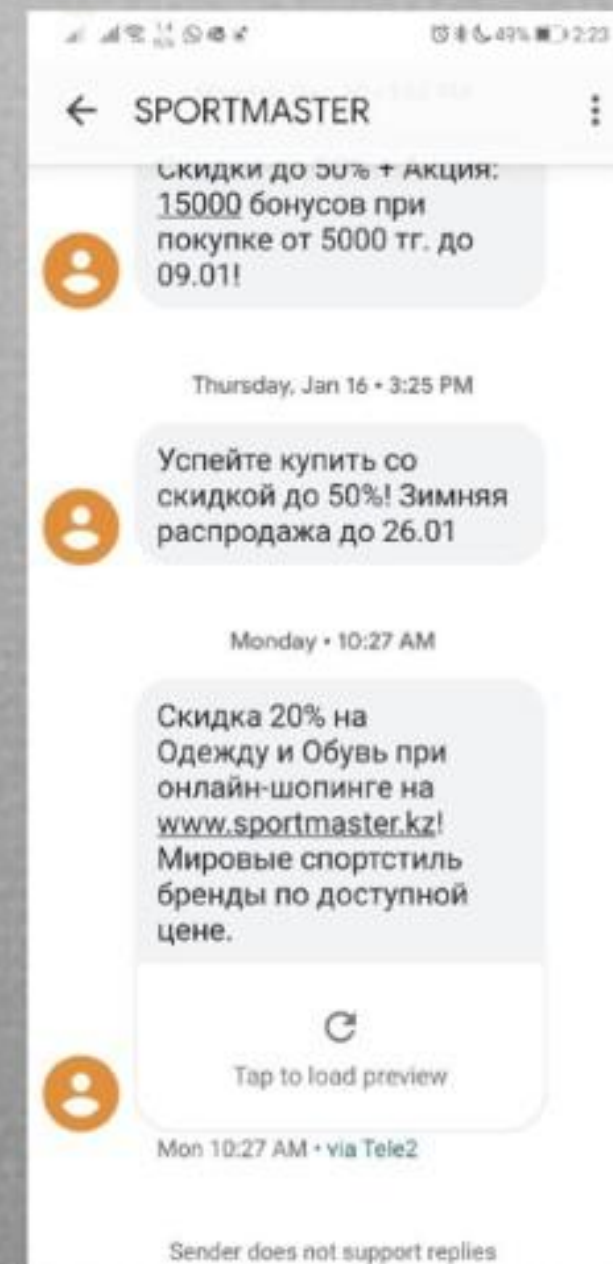 49% 2:23
SPORTMASTER
Скидки до 50% + Акция:
15000 бонусов при
покупке от 5000 тг. до
09.01!
Thursday, Jan 16 • 3:25 PM
Успейте купить со
скидкой до 50%! Зимняя
распродажа до 26.01
Monday • 10:27 AM
Скидка 20% на
Одежду и Обувь при
онлайн-шопинге на
www.sportmaster.kz!
Мировые спортстиль
бренды по доступной
цене.
Tap to load preview
Mon 10:27 AM • via Tele2
Sender does not support replies